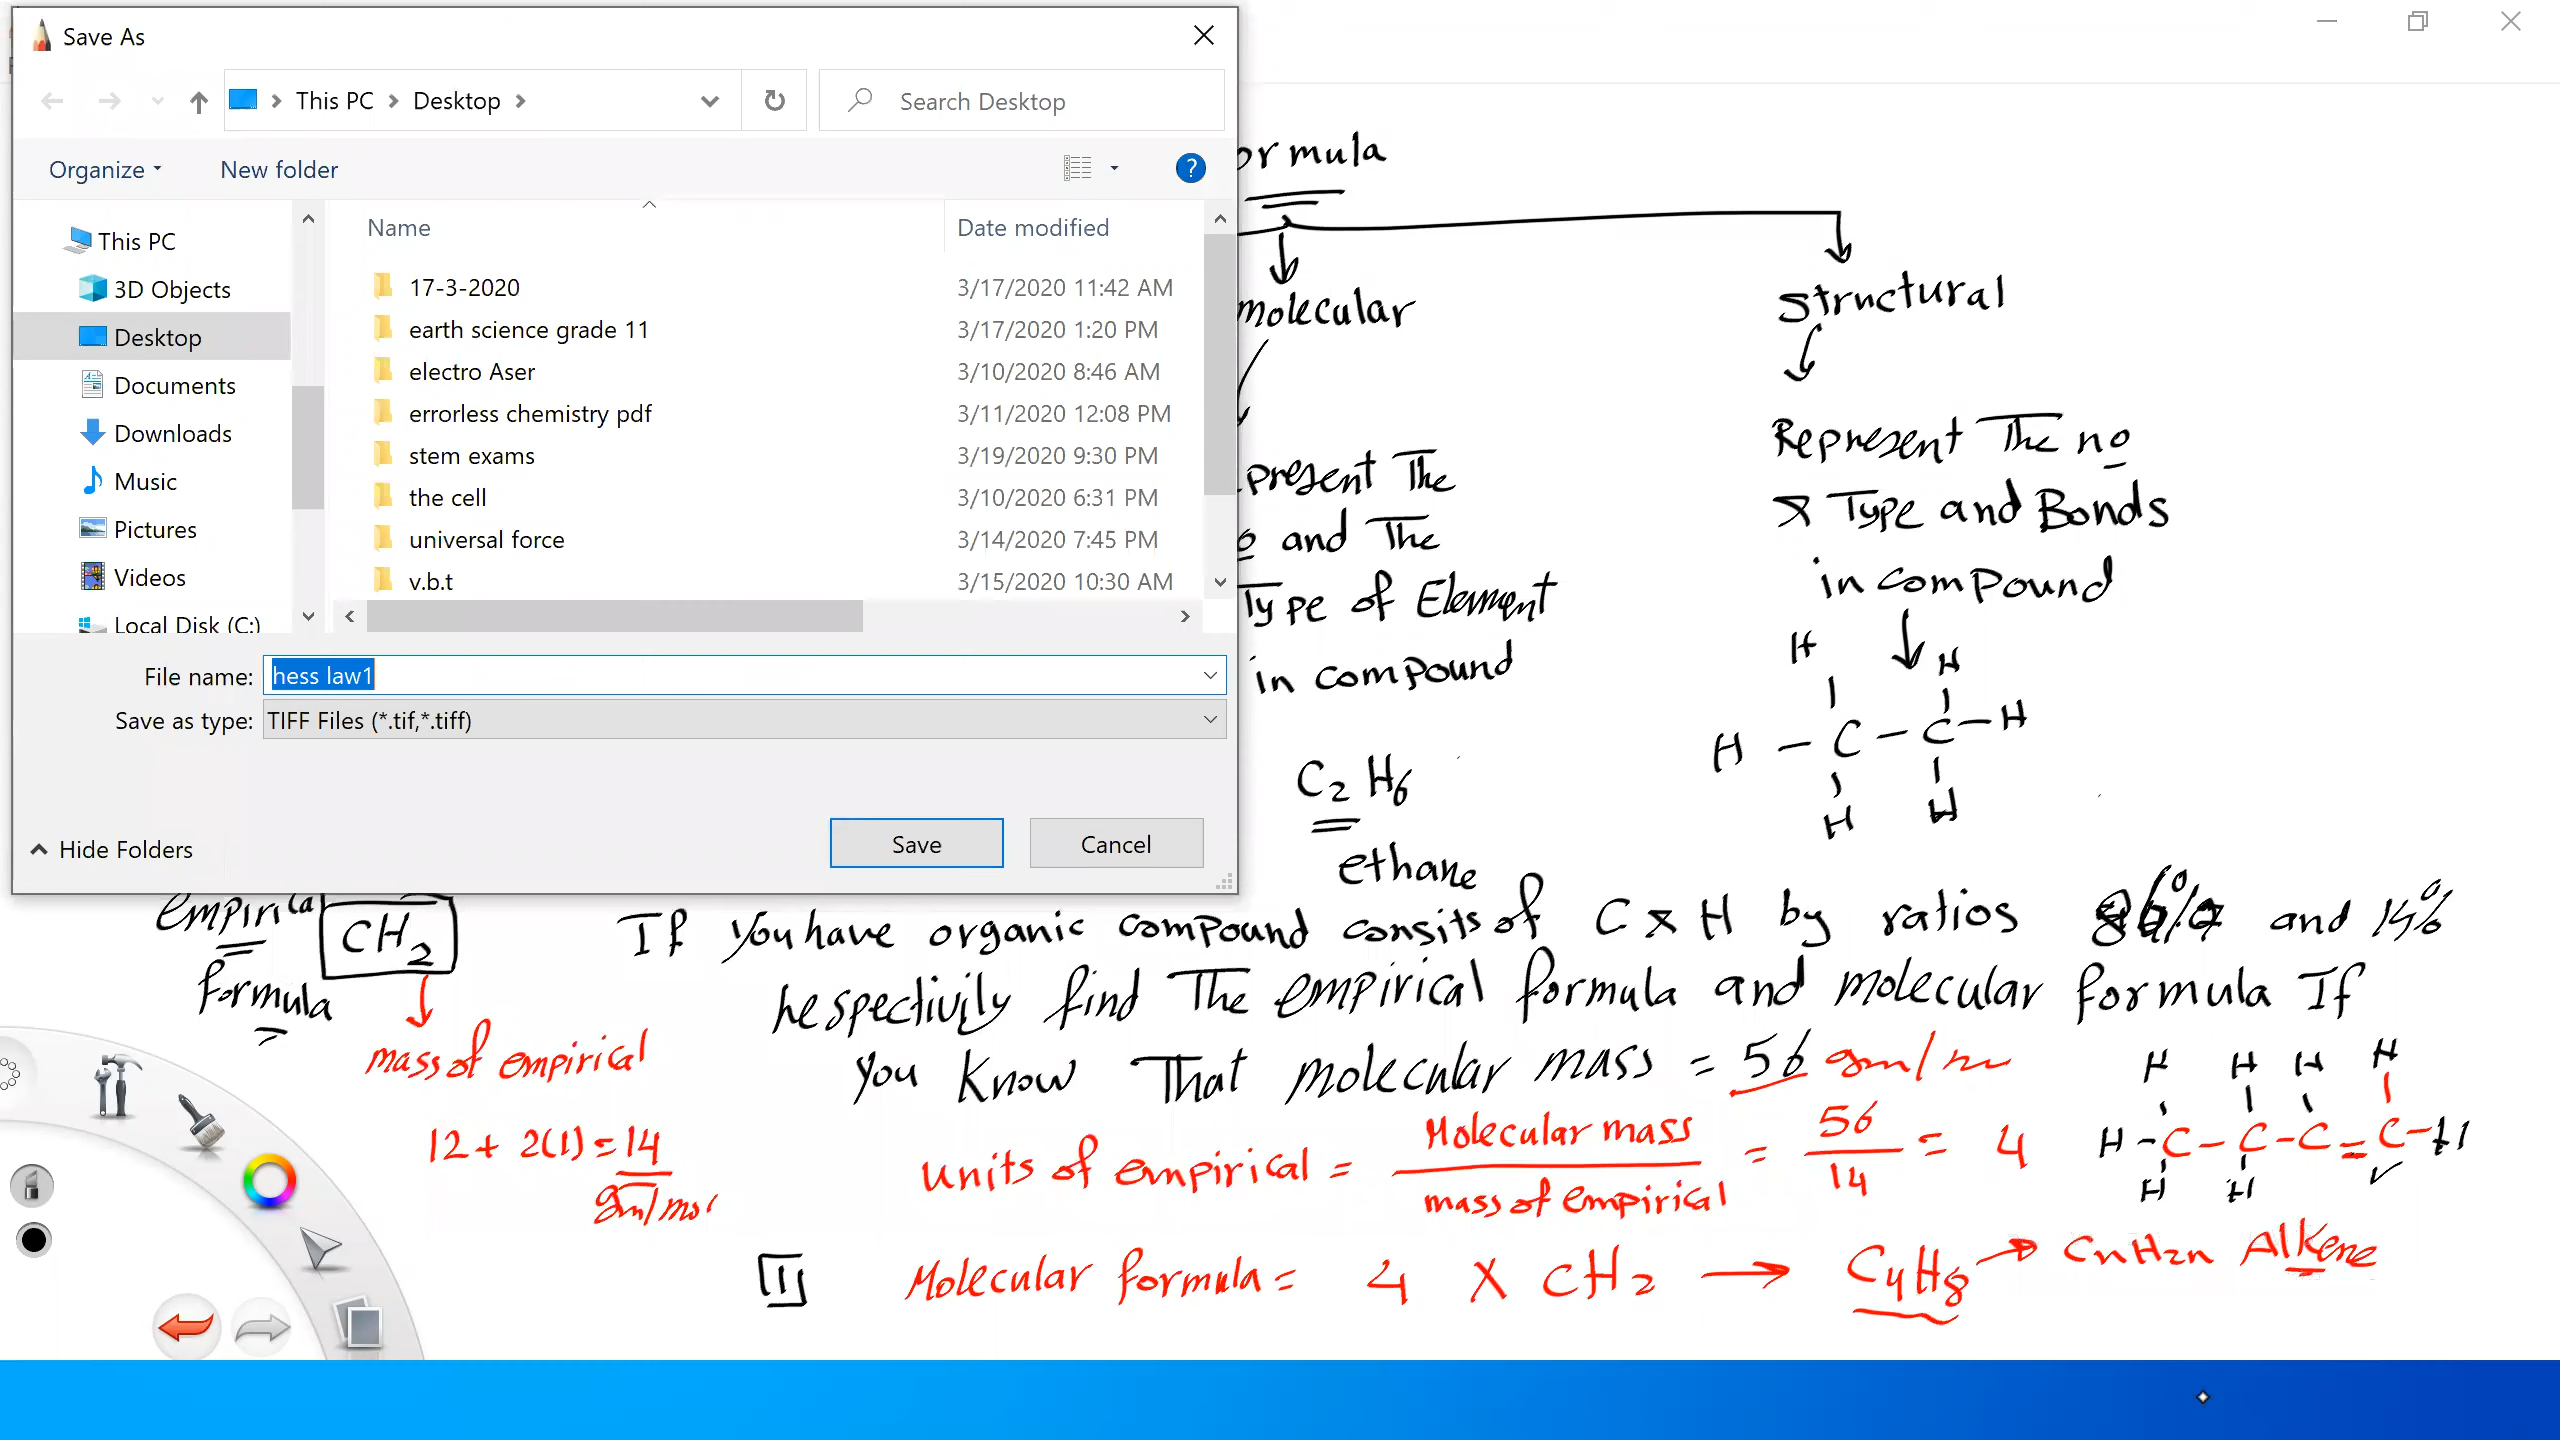 Save As
This PC
Desktop
Search Desktop
Organize
New folder
?
Name
Date modified
This PC
3D Objects
Desktop
Documents
Downloads
Music
Pictures
Videos
Local Disk (C:)
17-3-2020 3/17/2020 11:42 AM
earth science grade 11 3/17/2020 1:20 PM
electro Aser 3/10/2020 8:46 AM
errorless chemistry pdf 3/11/2020 12:08 PM
stem exams 3/19/2020 9:30 PM
the cell 3/10/2020 6:31 PM
universal force 3/14/2020 7:45 PM
v.b.t 3/15/2020 10:30 AM
File name: hess law1
Save as type: TIFF Files (*.tif,*.tiff)
Hide Folders
Save
Cancel
ormula
molecular
present The
o and The
Type of Element
in compound
C2 H6
ethane
Structural
Represent The no
& Type and Bonds
in compound
H H
H - C - C - H
H H
empirical CH2
formula
mass of empirical
12 + 2(1) = 14
gm/mol
If you have organic compound consits of C & H by ratios and 14%
respectivily find The empirical formula and molecular formula If
you know That molecular mass = 56 gm/m
units of empirical = Molecular mass / mass of empirical = 56 / 14 = 4
H H H H
H - C - C - C = C - H
H H
[1] Molecular formula = 4 X CH2 → C4H8 → CnH2n Alkene